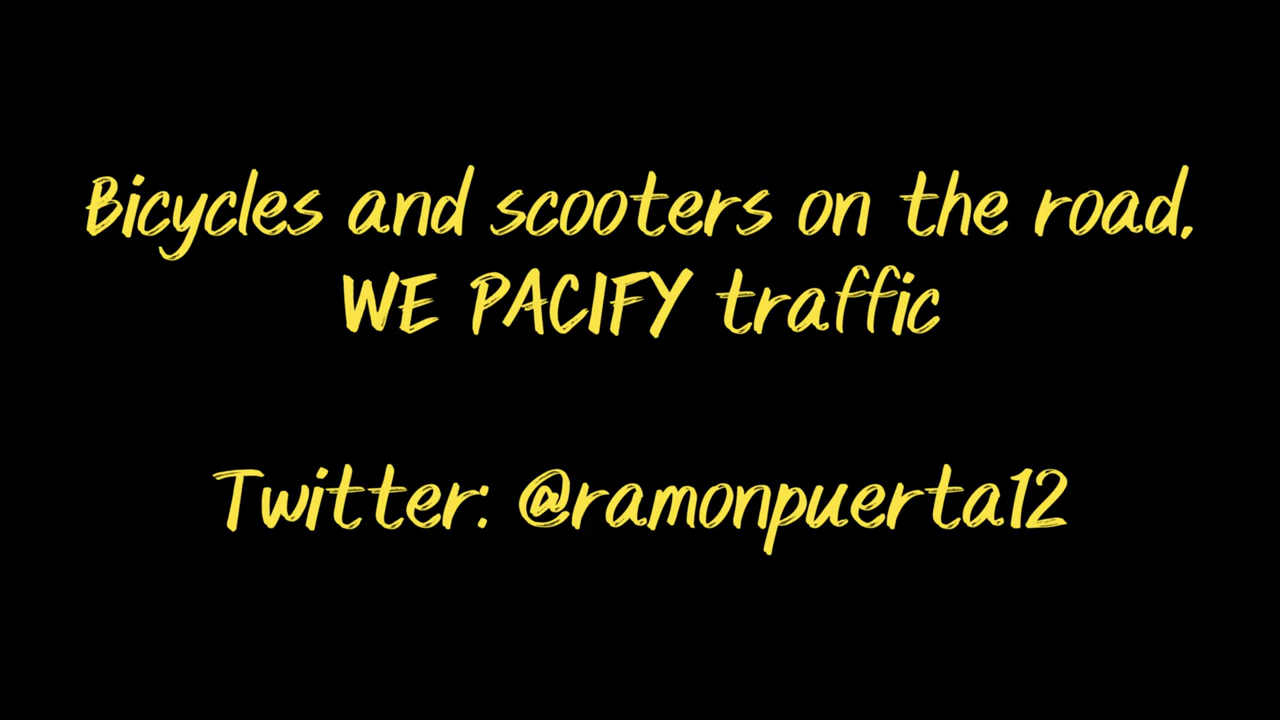 Bicycles and scooters on the road.
WE PACIFY traffic
Twitter: @ramonpuerta12